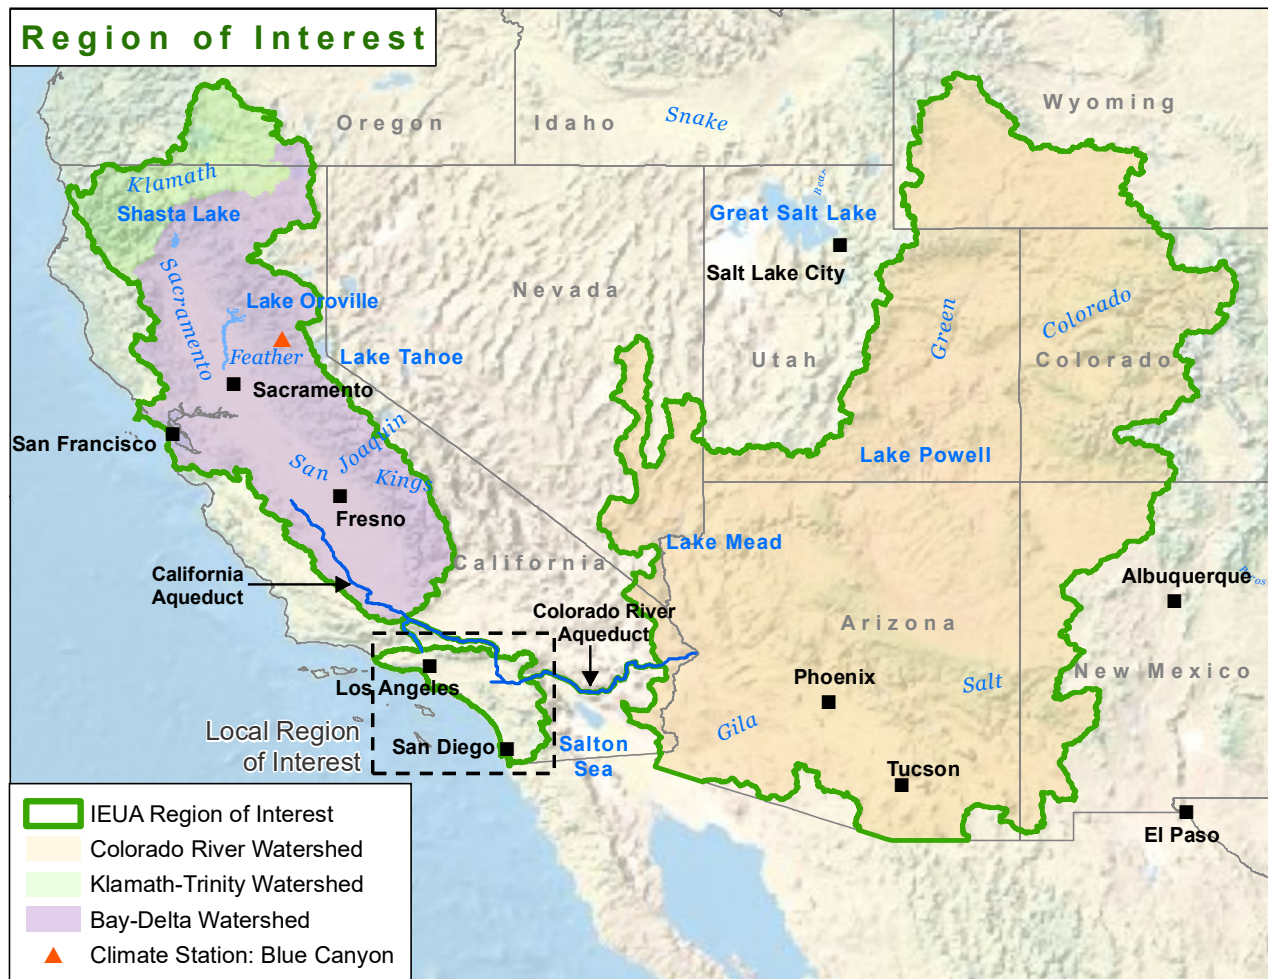 Region of Interest
Wyoming
Oregon
Idaho
Snake
Klamath
Bear
Shasta Lake
Great Salt Lake
Salt Lake City
Sacramento
Nevada
Lake Oroville
Green
Colorado
Feather
Lake Tahoe
Utah
Colorado
Sacramento
San Francisco
San Joaquin
Kings
Lake Powell
Fresno
Lake Mead
California
California
Aqueduct
Albuquerque
Colorado River
Aqueduct
Arizona
New Mexico
Los Angeles
Phoenix
Salt
Local Region
of Interest
San Diego
Salton
Sea
Gila
Tucson
El Paso
IEUA Region of Interest
Colorado River Watershed
Klamath-Trinity Watershed
Bay-Delta Watershed
Climate Station: Blue Canyon